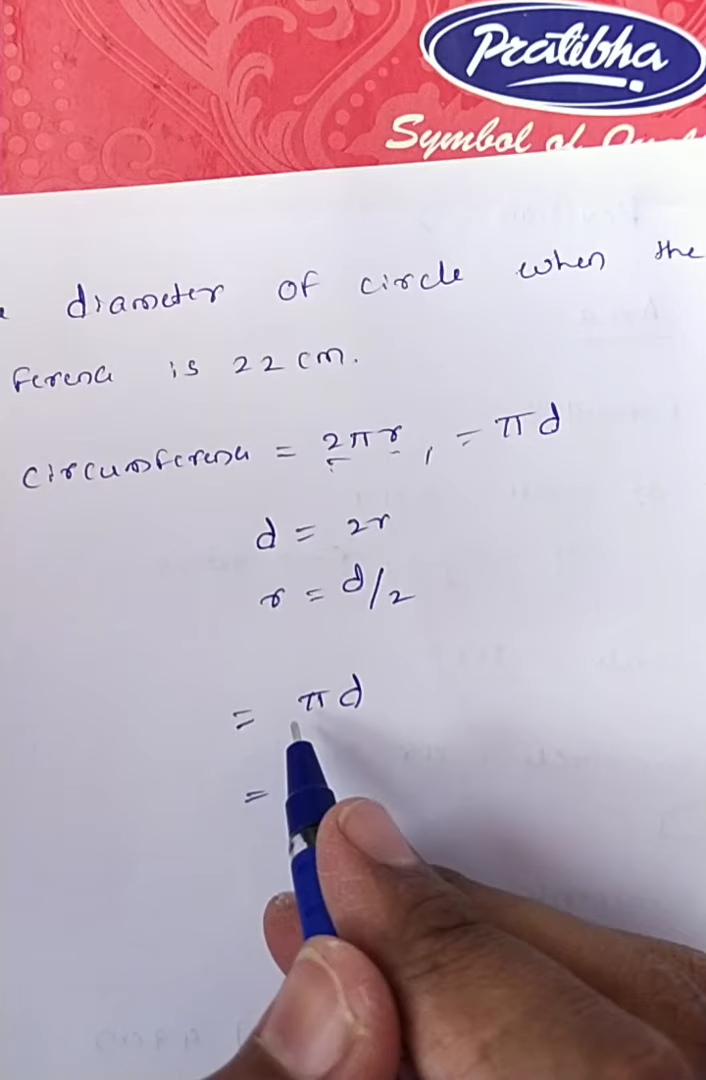 Pratibha
Symbol of
diameter of circle when the
ference is 22 cm.
circumference = 2πr, = πd
d = 2r
r = d/2
= πd
=